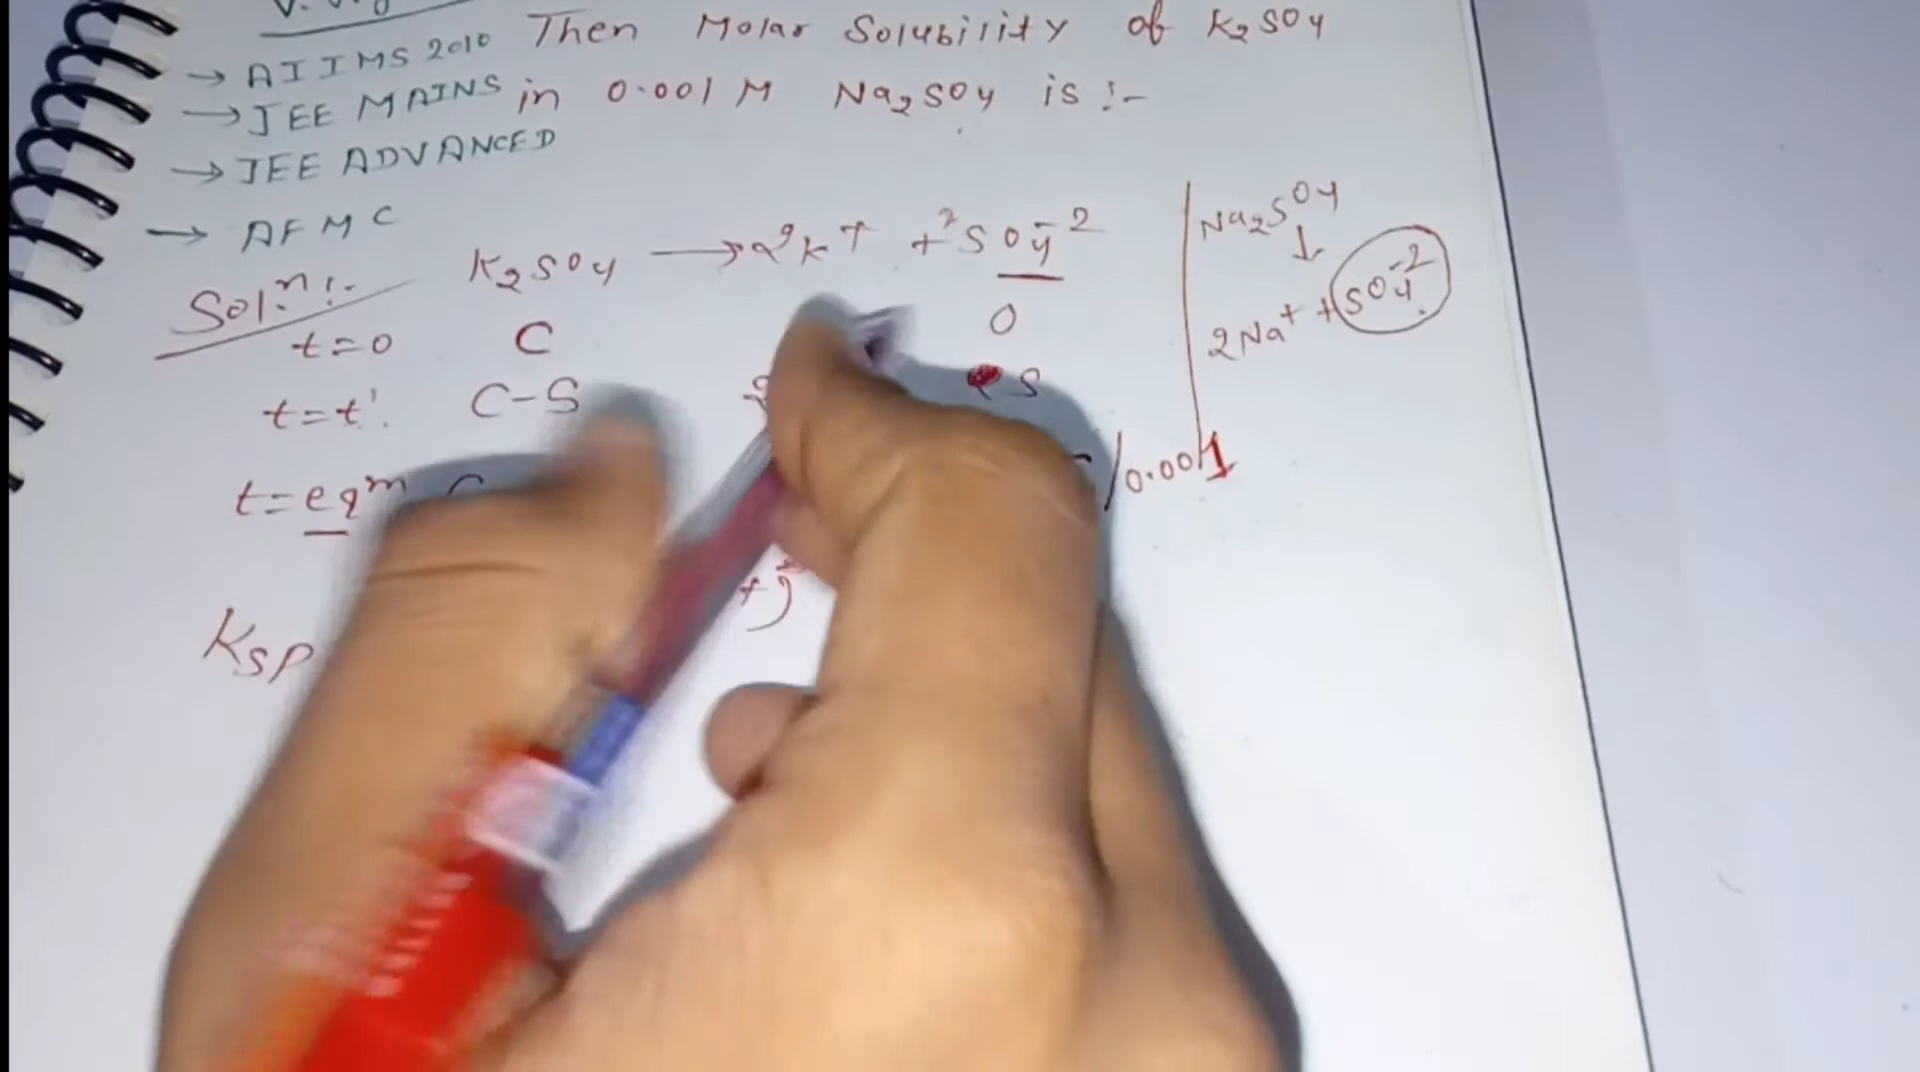 Then Molar Solubility of K2SO4
→ AIIMS 2010
in 0.001 M Na2SO4 is :-
→ JEE MAINS
→ JEE ADVANCED
→ AFMC
Soln:-
K2SO4 → 2K+ + SO4-2
Na2SO4
↓
2Na+ + SO4-2
t=0 C 0
t=t' C-S S
t=eqm 0.001
Ksp